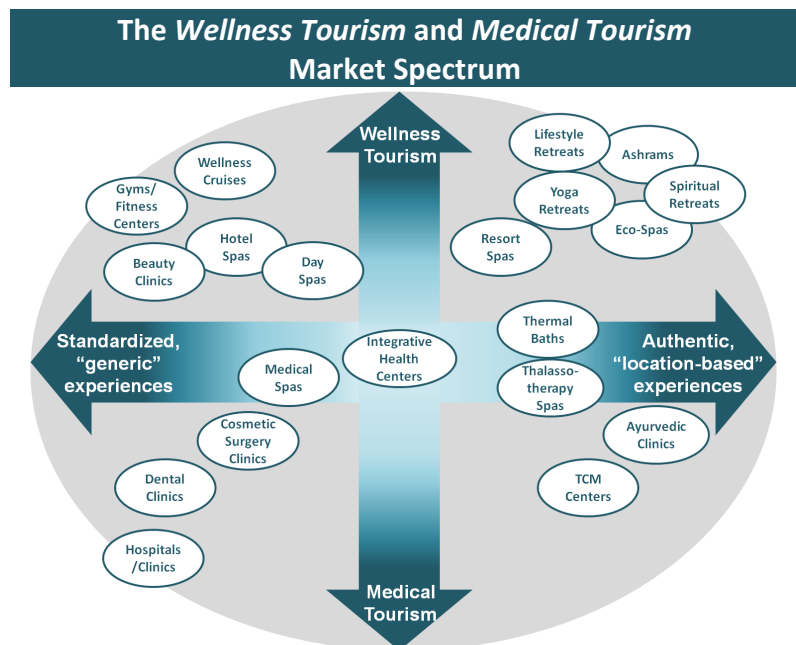 The Wellness Tourism and Medical Tourism
Market Spectrum
Wellness
Tourism
Lifestyle
Retreats
Ashrams
Wellness
Cruises
Gyms/
Fitness
Centers
Yoga
Retreats
Spiritual
Retreats
Hotel
Spas
Resort
Spas
Eco-Spas
Beauty
Clinics
Day
Spas
Thermal
Baths
Standardized,
“generic”
experiences
Integrative
Health
Centers
Authentic,
“location-based”
experiences
Medical
Spas
Thalasso-
therapy
Spas
Cosmetic
Surgery
Clinics
Ayurvedic
Clinics
Dental
Clinics
TCM
Centers
Hospitals
/Clinics
Medical
Tourism